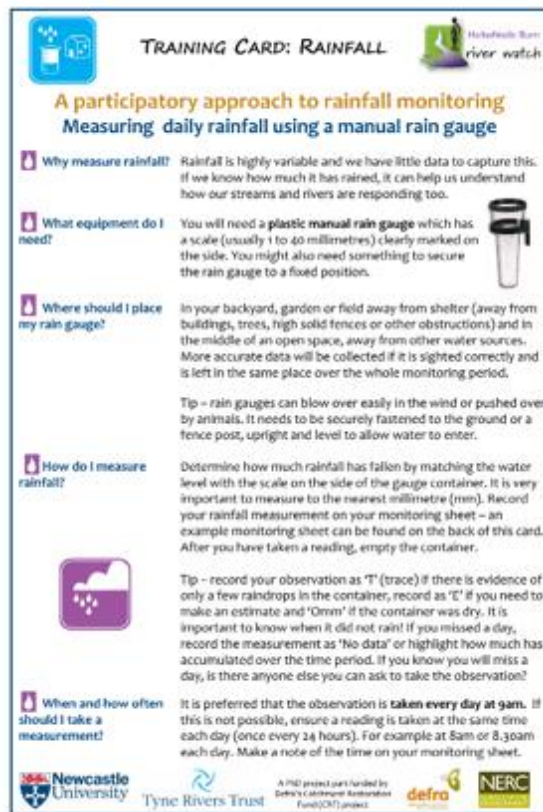 TRAINING CARD: RAINFALL
Haltwhistle Burn
river watch
A participatory approach to rainfall monitoring
Measuring daily rainfall using a manual rain gauge
Why measure rainfall?
Rainfall is highly variable and we have little data to capture this.
If we know how much it has rained, it can help us understand
how our streams and rivers are responding too.
What equipment do I
need?
You will need a plastic manual rain gauge which has
a scale (usually 1 to 40 millimetres) clearly marked on
the side. You might also need something to secure
the rain gauge to a fixed position.
Where should I place
my rain gauge?
In your backyard, garden or field away from shelter (away from
buildings, trees, high solid fences or other obstructions) and in
the middle of an open space, away from other water sources.
More accurate data will be collected if it is sighted correctly and
is left in the same place over the whole monitoring period.
Tip – rain gauges can blow over easily in the wind or pushed over
by animals. It needs to be securely fastened to the ground or a
fence post, upright and level to allow water to enter.
How do I measure
rainfall?
Determine how much rainfall has fallen by matching the water
level with the scale on the side of the gauge container. It is very
important to measure to the nearest millimetre (mm). Record
your rainfall measurement on your monitoring sheet – an
example monitoring sheet can be found on the back of this card.
After you have taken a reading, empty the container.
Tip – record your observation as 'T' (trace) if there is evidence of
only a few raindrops in the container, record as 'E' if you need to
make an estimate and 'Omm' if the container was dry. It is
important to know when it did not rain! If you missed a day,
record the measurement as 'No data' or highlight how much has
accumulated over the time period. If you know you will miss a
day, is there anyone else you can ask to take the observation?
When and how often
should I take a
measurement?
It is preferred that the observation is taken every day at 9am. If
this is not possible, ensure a reading is taken at the same time
each day (once every 24 hours). For example at 8am or 8.30am
each day. Make a note of the time on your monitoring sheet.
Newcastle
University
Tyne Rivers Trust
A PhD project part funded by
Defra's Catchment Restoration
Fund (CRF) project
defra
NERC